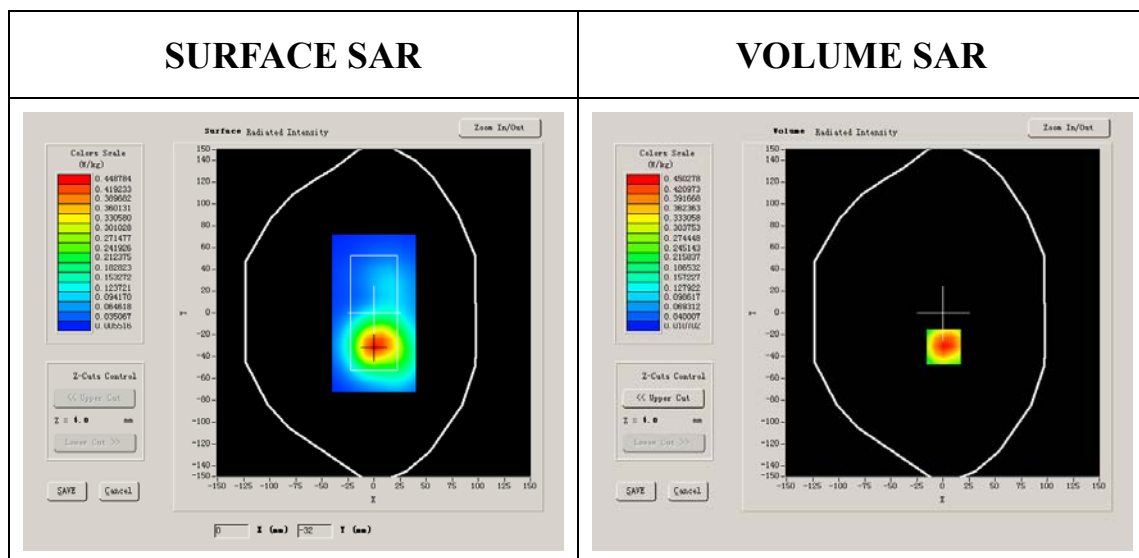 SURFACE SAR
VOLUME SAR
Surface Radiated Intensity
Zoom In/Out
Colors Scale
(W/kg)
0.448784
0.419233
0.389682
0.360131
0.330580
0.301028
0.271477
0.241926
0.212375
0.182823
0.153272
0.123721
0.094170
0.064618
0.035067
0.005516
150
140
120
100
80
60
40
20
0
-20
-40
-60
-80
-100
-120
-140
-150
Y
-150 -125 -100 -75 -50 -25 0 25 50 75 100 125 150
X
Z-Cuts Control
<< Upper Cut
Z = 4.0 mm
Lower Cut >>
SAVE
Cancel
0 X (mm) -32 Y (mm)
Volume Radiated Intensity
Zoom In/Out
Colors Scale
(W/kg)
0.450278
0.420973
0.391668
0.362363
0.333058
0.303753
0.274448
0.245143
0.215837
0.186532
0.157227
0.127922
0.098617
0.069312
0.040007
0.010702
150
140
120
100
80
60
40
20
0
-20
-40
-60
-80
-100
-120
-140
-150
Y
-150 -125 -100 -75 -50 -25 0 25 50 75 100 125 150
X
Z-Cuts Control
<< Upper Cut
Z = 4.0 mm
Lower Cut >>
SAVE
Cancel